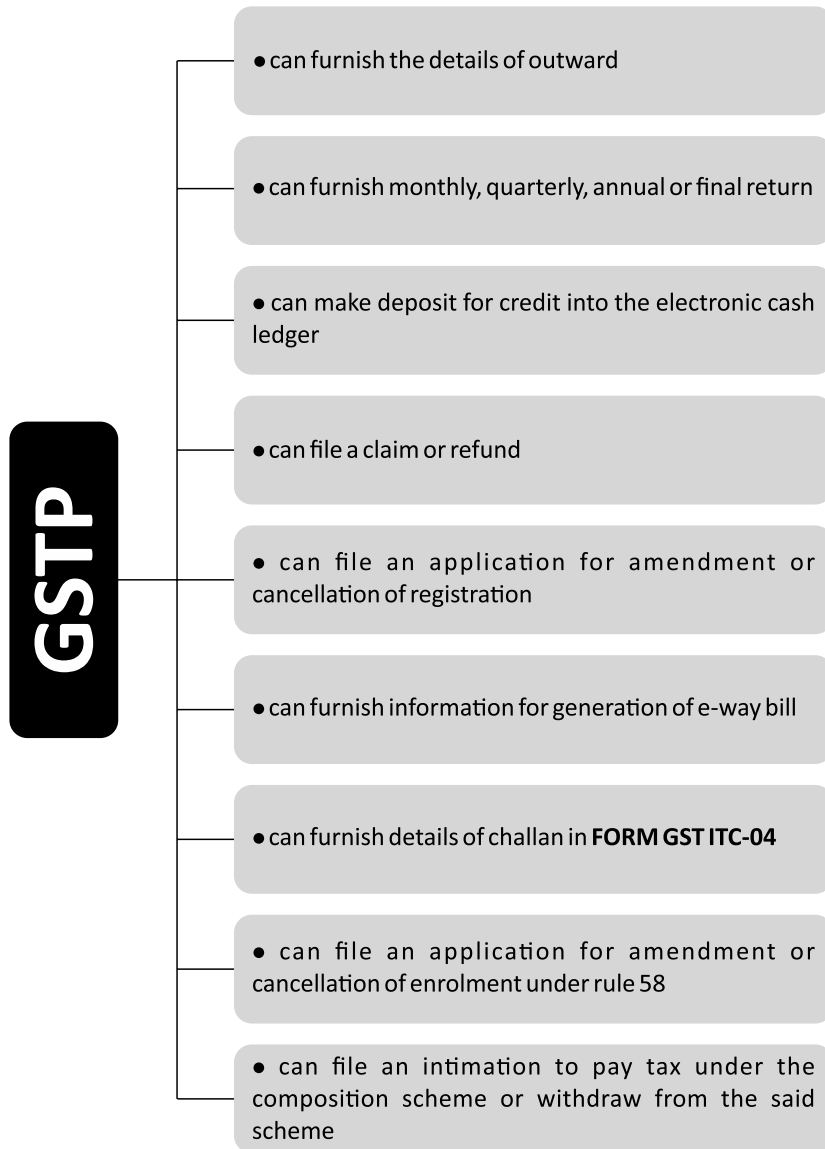 GSTP
● can furnish the details of outward
● can furnish monthly, quarterly, annual or final return
● can make deposit for credit into the electronic cash
ledger
● can file a claim or refund
● can file an application for amendment or
cancellation of registration
● can furnish information for generation of e-way bill
● can furnish details of challan in FORM GST ITC-04
● can file an application for amendment or
cancellation of enrolment under rule 58
● can file an intimation to pay tax under the
composition scheme or withdraw from the said
scheme